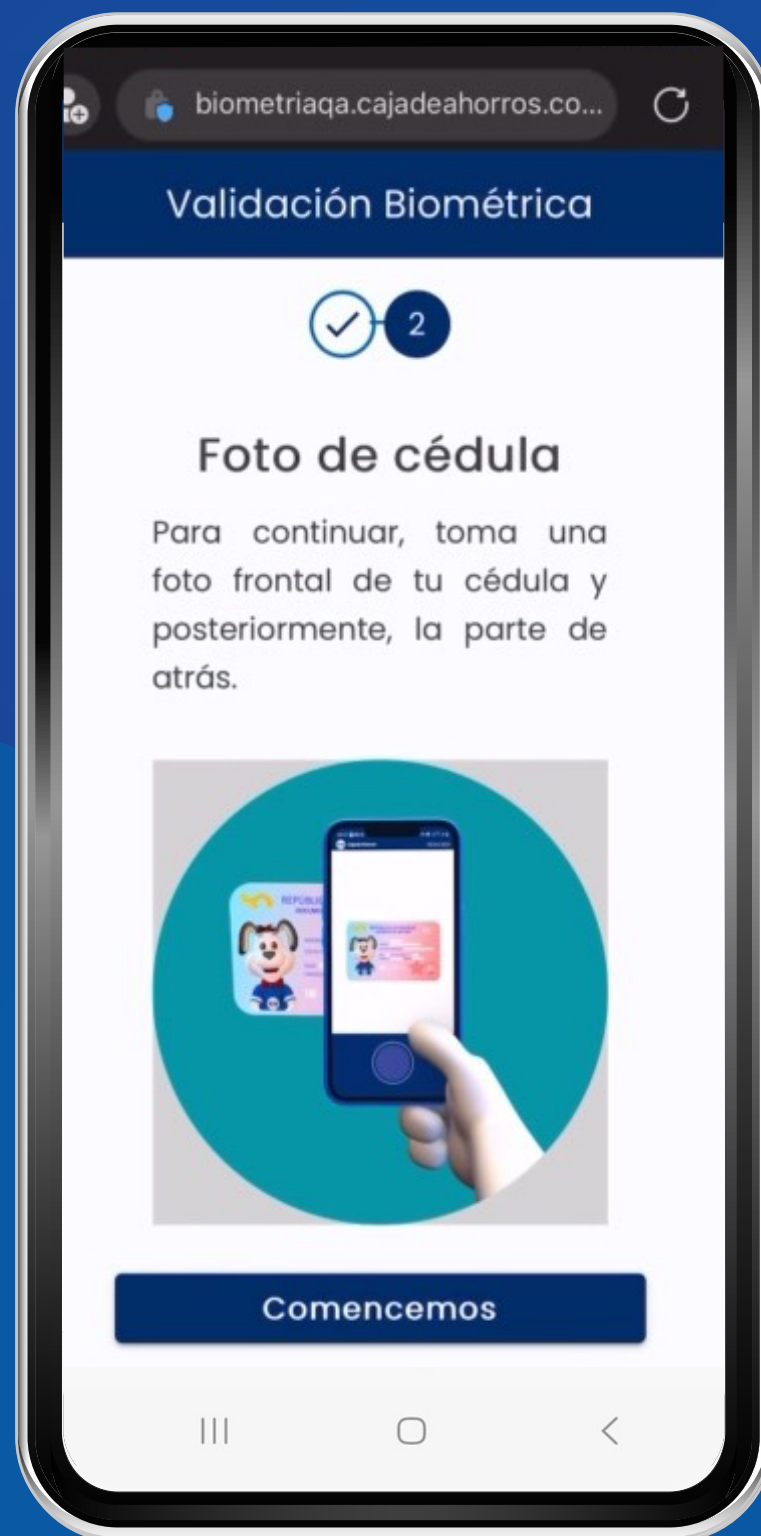 biometriaqa.cajadeahorros.co...
Validación Biométrica
2
Foto de cédula
Para continuar, toma una
foto frontal de tu cédula y
posteriormente, la parte de
atrás.
Comencemos